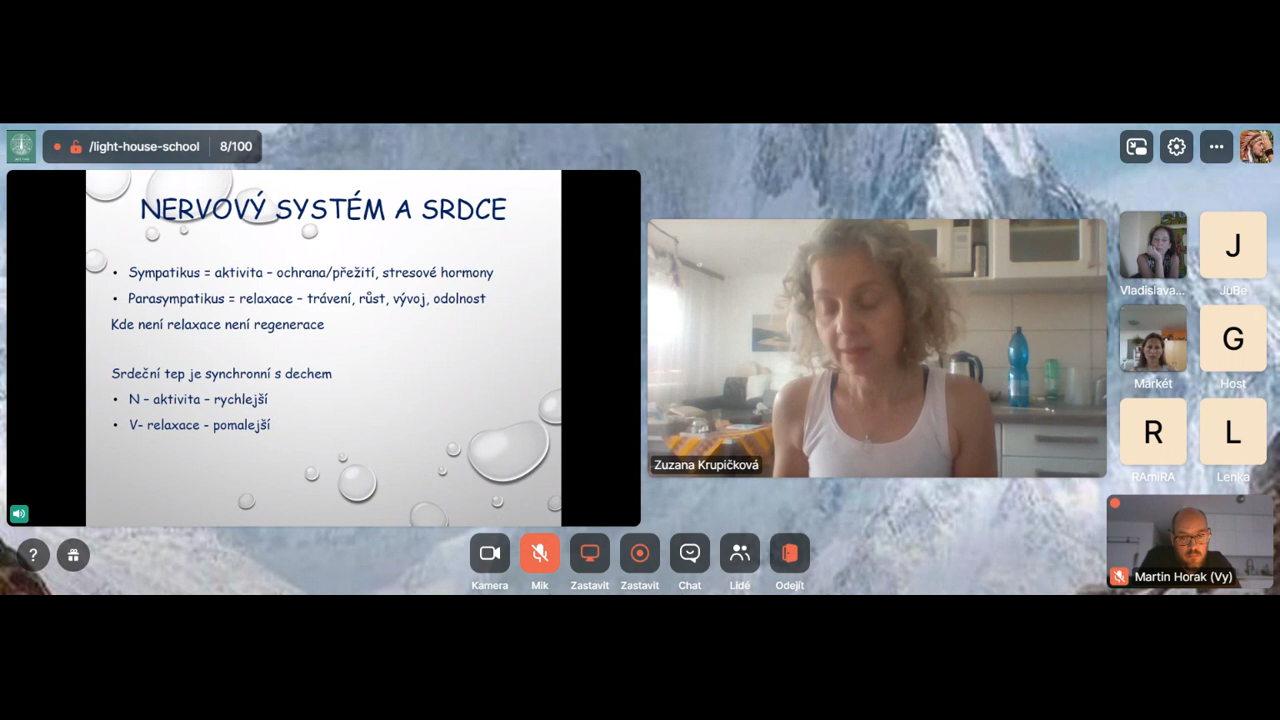 /light-house-school 8/100
NERVOVÝ SYSTÉM A SRDCE
• Sympatikus = aktivita – ochrana/přežití, stresové hormony
• Parasympatikus = relaxace – trávení, růst, vývoj, odolnost
Kde není relaxace není regenerace
Srdeční tep je synchronní s dechem
• N – aktivita – rychlejší
• V- relaxace - pomalejší
Zuzana Krupičková
Vladislava...
J
JuBe
Markét
G
Host
R
RAmiRA
L
Lenka
Martin Horak (Vy)
?
Kamera
Mik
Zastavit
Zastavit
Chat
Lidé
Odejít